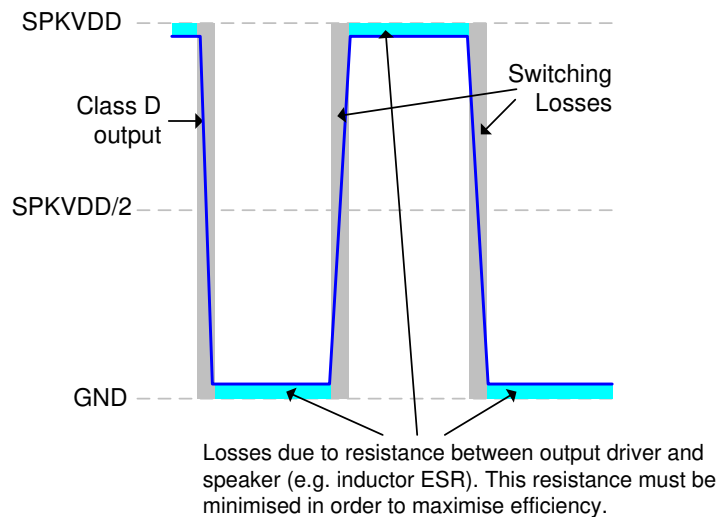 SPKVDD
Class D
output
Switching
Losses
SPKVDD/2
GND
Losses due to resistance between output driver and
speaker (e.g. inductor ESR). This resistance must be
minimised in order to maximise efficiency.